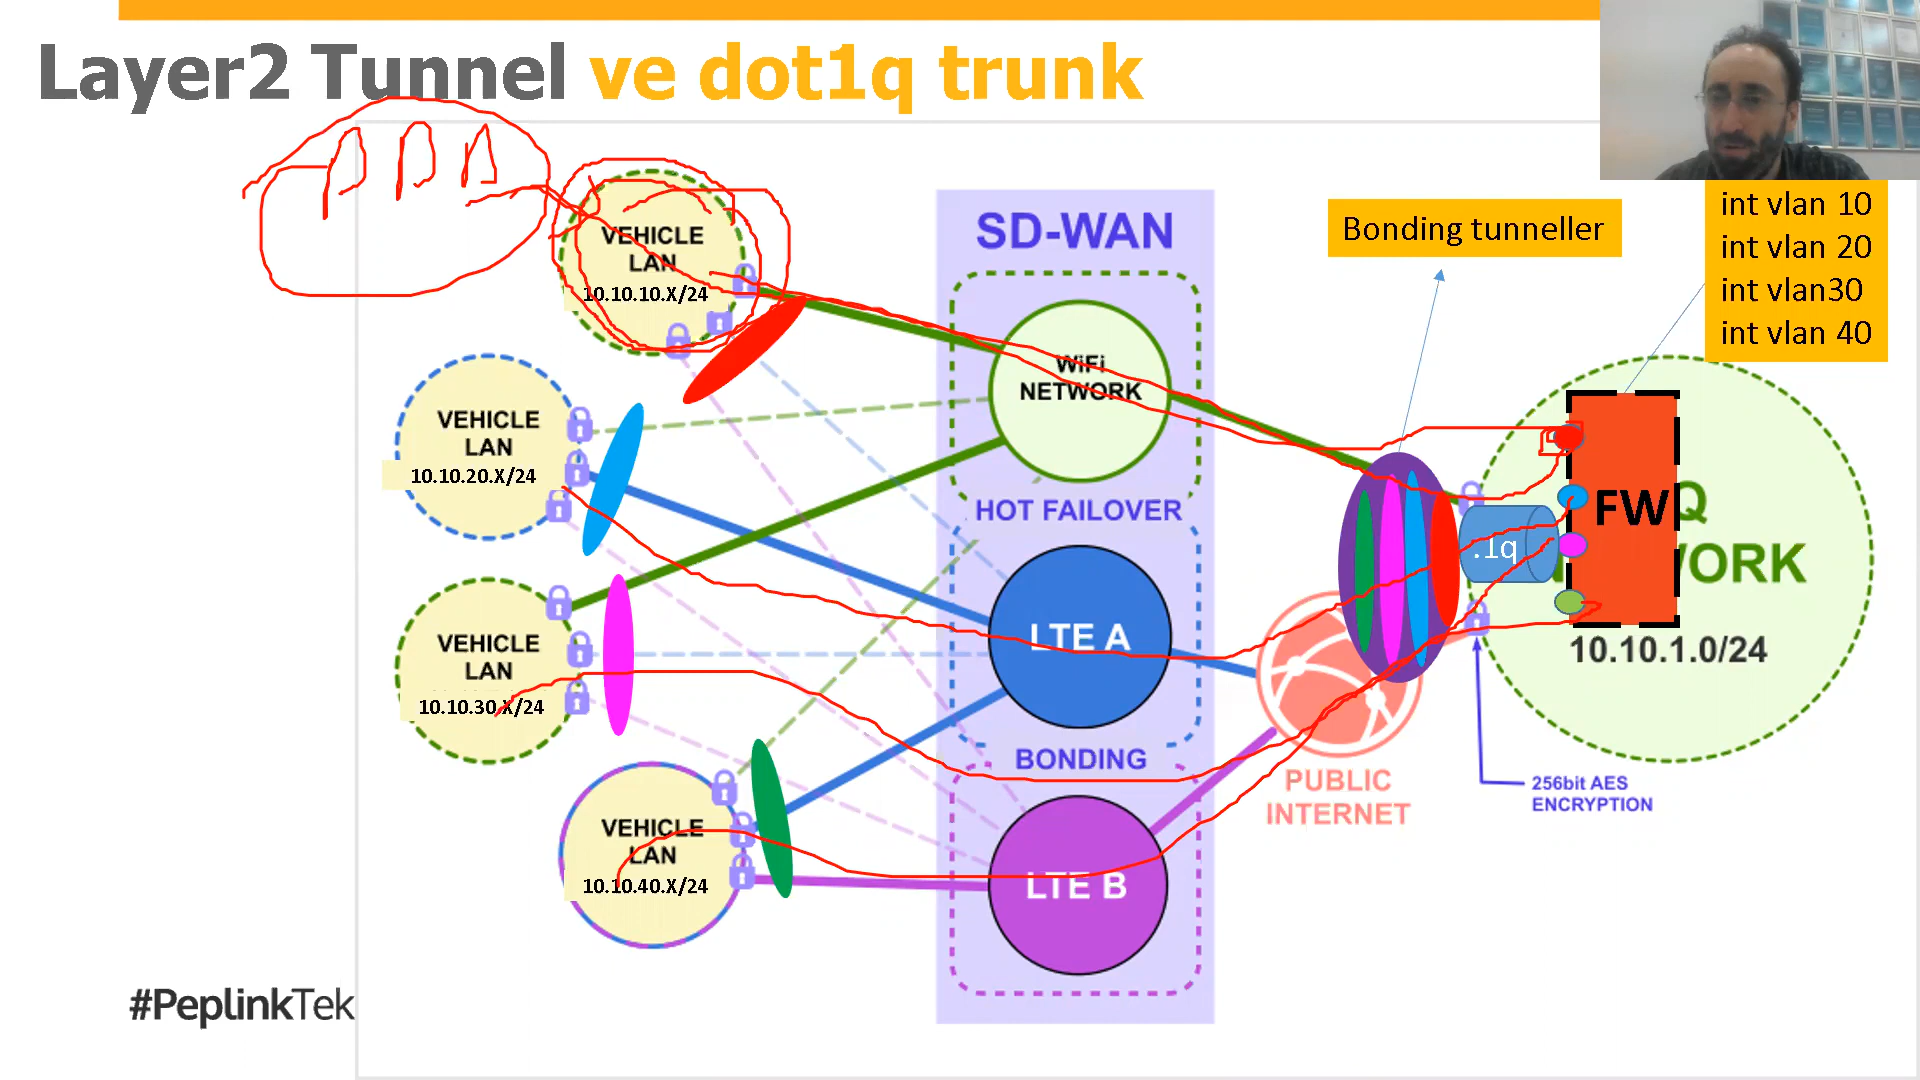 Layer2 Tunnel ve dot1q trunk
int vlan 10
int vlan 20
int vlan30
int vlan 40
Bonding tunneller
SD-WAN
VEHICLE
LAN
10.10.10.X/24
WiFi
NETWORK
VEHICLE
LAN
10.10.20.X/24
HOT FAILOVER
FW
Q
.1q
WORK
VEHICLE
LAN
10.10.30.X/24
LTE A
10.10.1.0/24
BONDING
PUBLIC
INTERNET
256bit AES
ENCRYPTION
VEHICLE
LAN
10.10.40.X/24
LTE B
#PeplinkTek